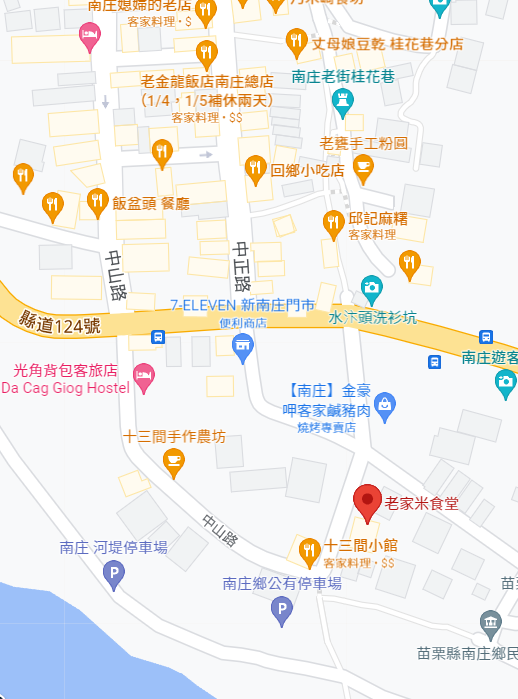 南庄媳婦的老店
客家料理·$
丈母娘豆乾 桂花巷分店
老金龍飯店南庄總店
(1/4,1/5補休兩天)
客家料理·$$
南庄老街桂花巷
老甕手工粉圓
回鄉小吃店
飯盆頭 餐廳
邱記麻糬
客家料理
中山路
中正路
7-ELEVEN 新南庄門市
便利商店
縣道124號
水汴頭洗衫坑
南庄遊客
光角背包客旅店
Da Cag Giog Hostel
【南庄】金豪
呷客家鹹豬肉
燒烤專賣店
十三間手作農坊
老家米食堂
中山路
十三間小館
客家料理·$$
南庄 河堤停車場
南庄鄉公有停車場
苗
苗栗縣南庄鄉民